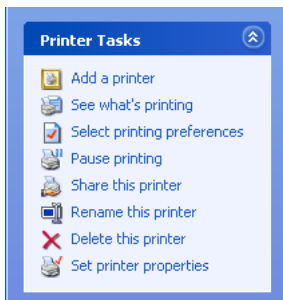 Printer Tasks
Add a printer
See what's printing
Select printing preferences
Pause printing
Share this printer
Rename this printer
Delete this printer
Set printer properties